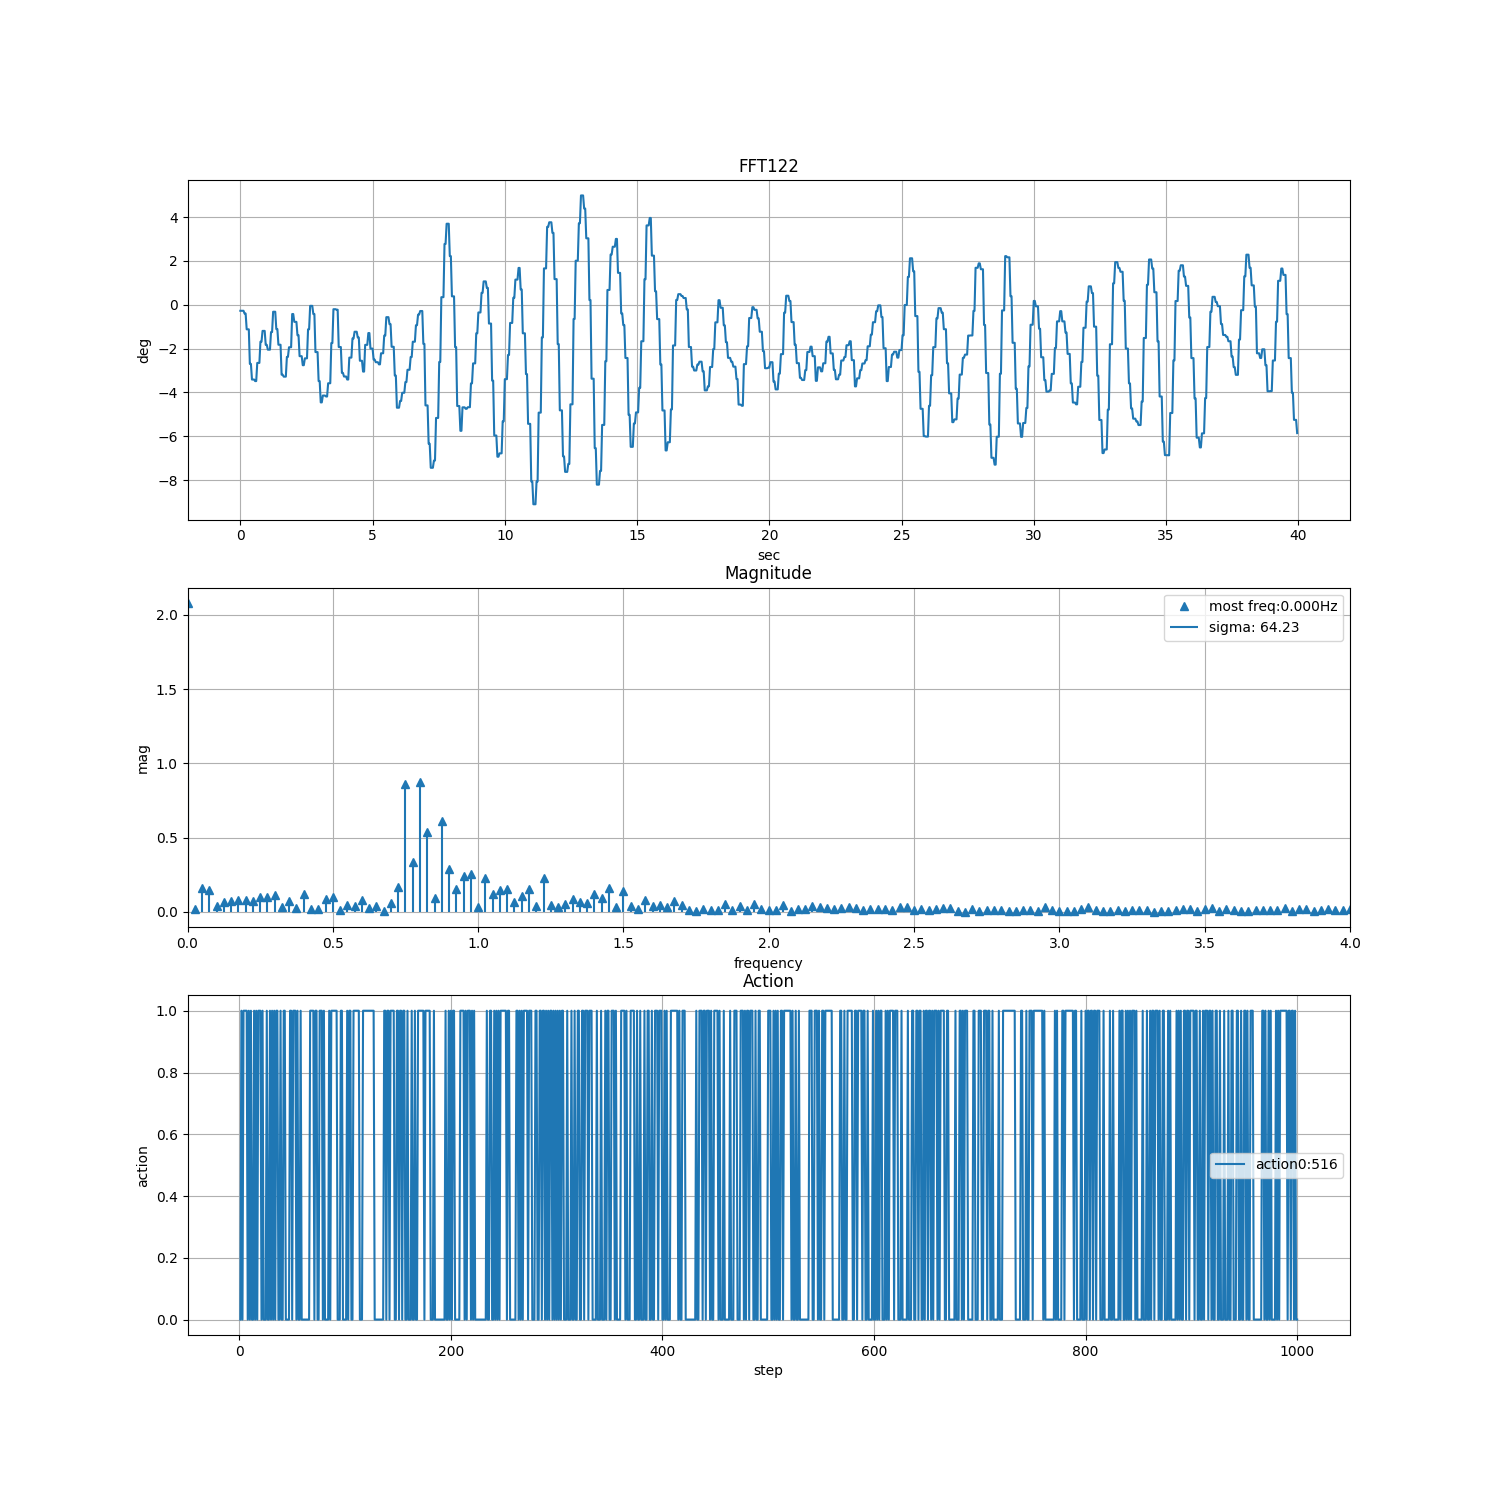 FFT122
4
2
0
−2
−4
−6
−8
deg
0 5 10 15 20 25 30 35 40
sec
Magnitude
2.0
1.5
1.0
0.5
0.0
mag
most freq:0.000Hz
sigma: 64.23
0.0 0.5 1.0 1.5 2.0 2.5 3.0 3.5 4.0
frequency
Action
1.0
0.8
0.6
0.4
0.2
0.0
action
action0:516
0 200 400 600 800 1000
step